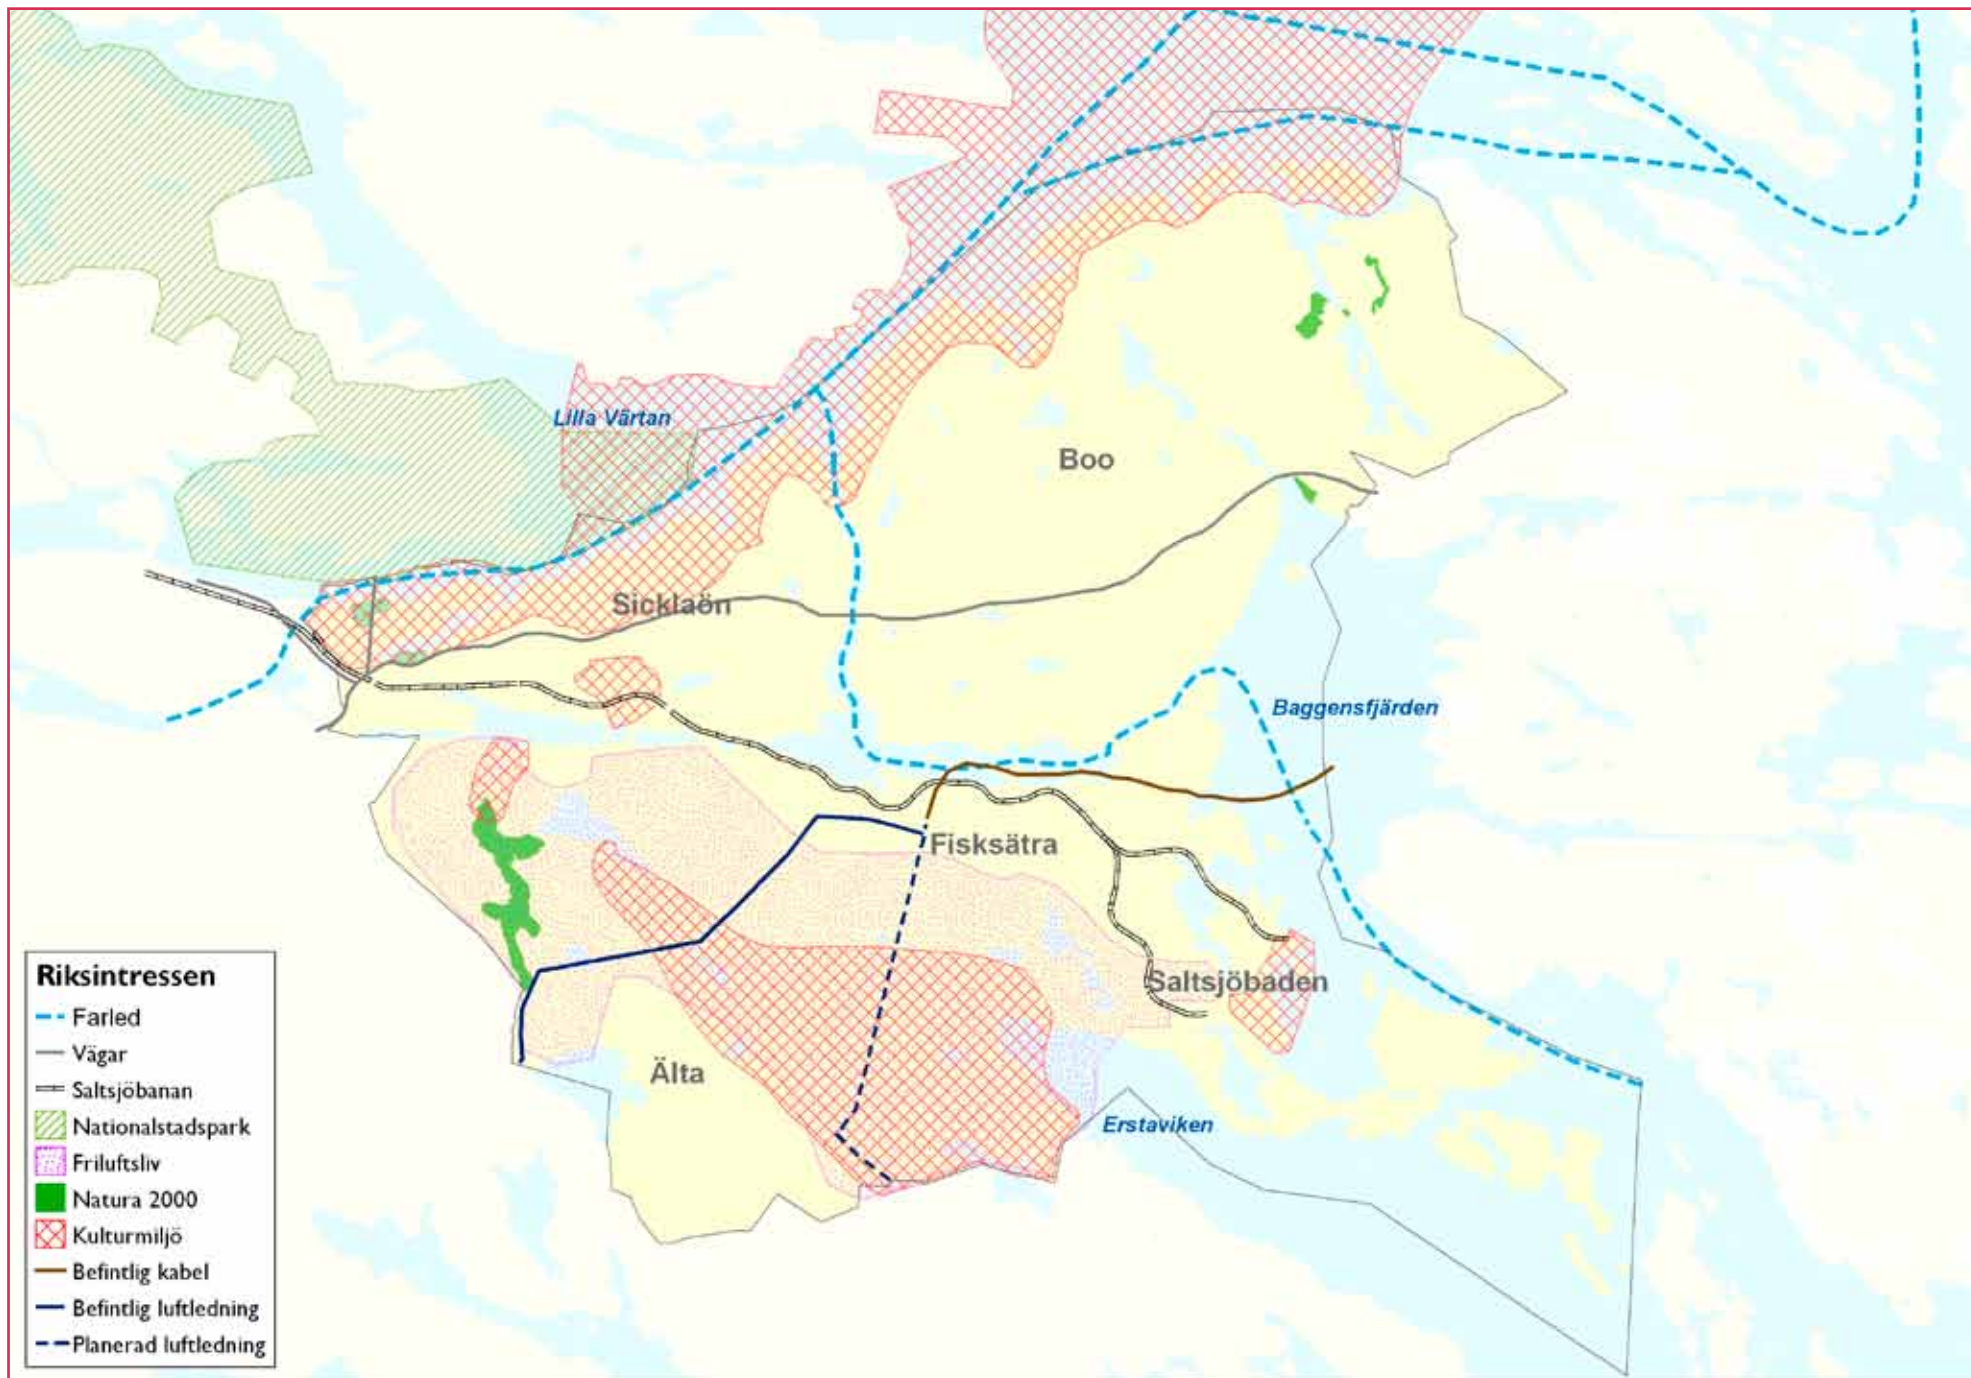 Lilla Värtan
Boo
Sicklaön
Baggensfjärden
Fisksätra
Saltsjöbaden
Älta
Erstaviken
Riksintressen
Farled
Vägar
Saltsjöbanan
Nationalstadspark
Friluftsliv
Natura 2000
Kulturmiljö
Befintlig kabel
Befintlig luftledning
Planerad luftledning